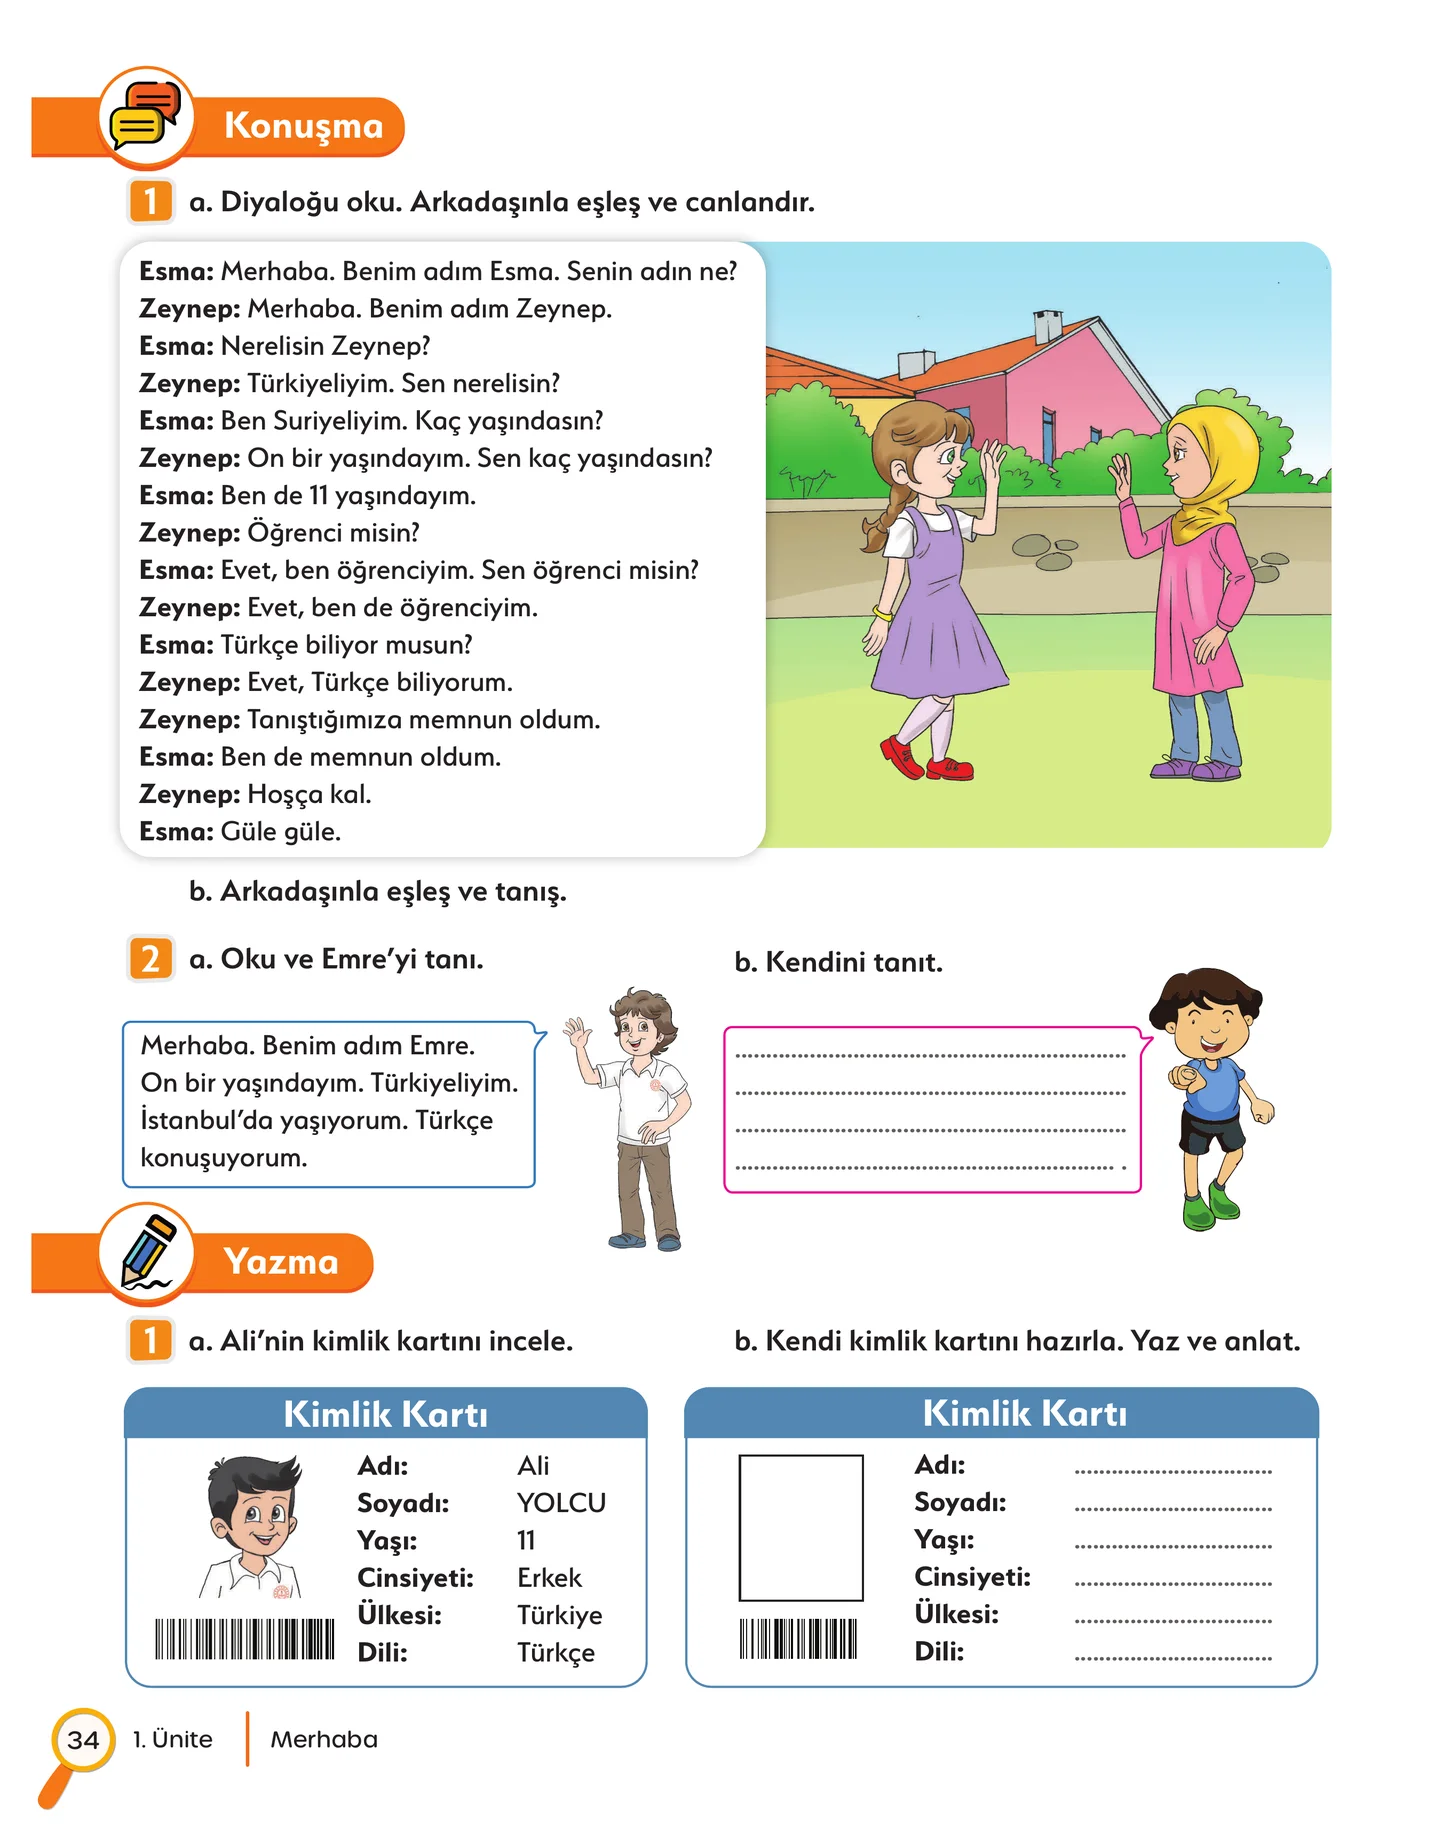 Konuşma
1 a. Diyaloğu oku. Arkadaşınla eşleş ve canlandır.
Esma: Merhaba. Benim adım Esma. Senin adın ne?
Zeynep: Merhaba. Benim adım Zeynep.
Esma: Nerelisin Zeynep?
Zeynep: Türkiyeliyim. Sen nerelisin?
Esma: Ben Suriyeliyim. Kaç yaşındasın?
Zeynep: On bir yaşındayım. Sen kaç yaşındasın?
Esma: Ben de 11 yaşındayım.
Zeynep: Öğrenci misin?
Esma: Evet, ben öğrenciyim. Sen öğrenci misin?
Zeynep: Evet, ben de öğrenciyim.
Esma: Türkçe biliyor musun?
Zeynep: Evet, Türkçe biliyorum.
Zeynep: Tanıştığımıza memnun oldum.
Esma: Ben de memnun oldum.
Zeynep: Hoşça kal.
Esma: Güle güle.
b. Arkadaşınla eşleş ve tanış.
2 a. Oku ve Emre’yi tanı.
Merhaba. Benim adım Emre.
On bir yaşındayım. Türkiyeliyim.
İstanbul’da yaşıyorum. Türkçe
konuşuyorum.
b. Kendini tanıt.
Yazma
1 a. Ali’nin kimlik kartını incele.
Kimlik Kartı
Adı: Ali
Soyadı: YOLCU
Yaşı: 11
Cinsiyeti: Erkek
Ülkesi: Türkiye
Dili: Türkçe
b. Kendi kimlik kartını hazırla. Yaz ve anlat.
Kimlik Kartı
Adı: ................................
Soyadı: ................................
Yaşı: ................................
Cinsiyeti: ................................
Ülkesi: ................................
Dili: ................................
34 1. Ünite Merhaba